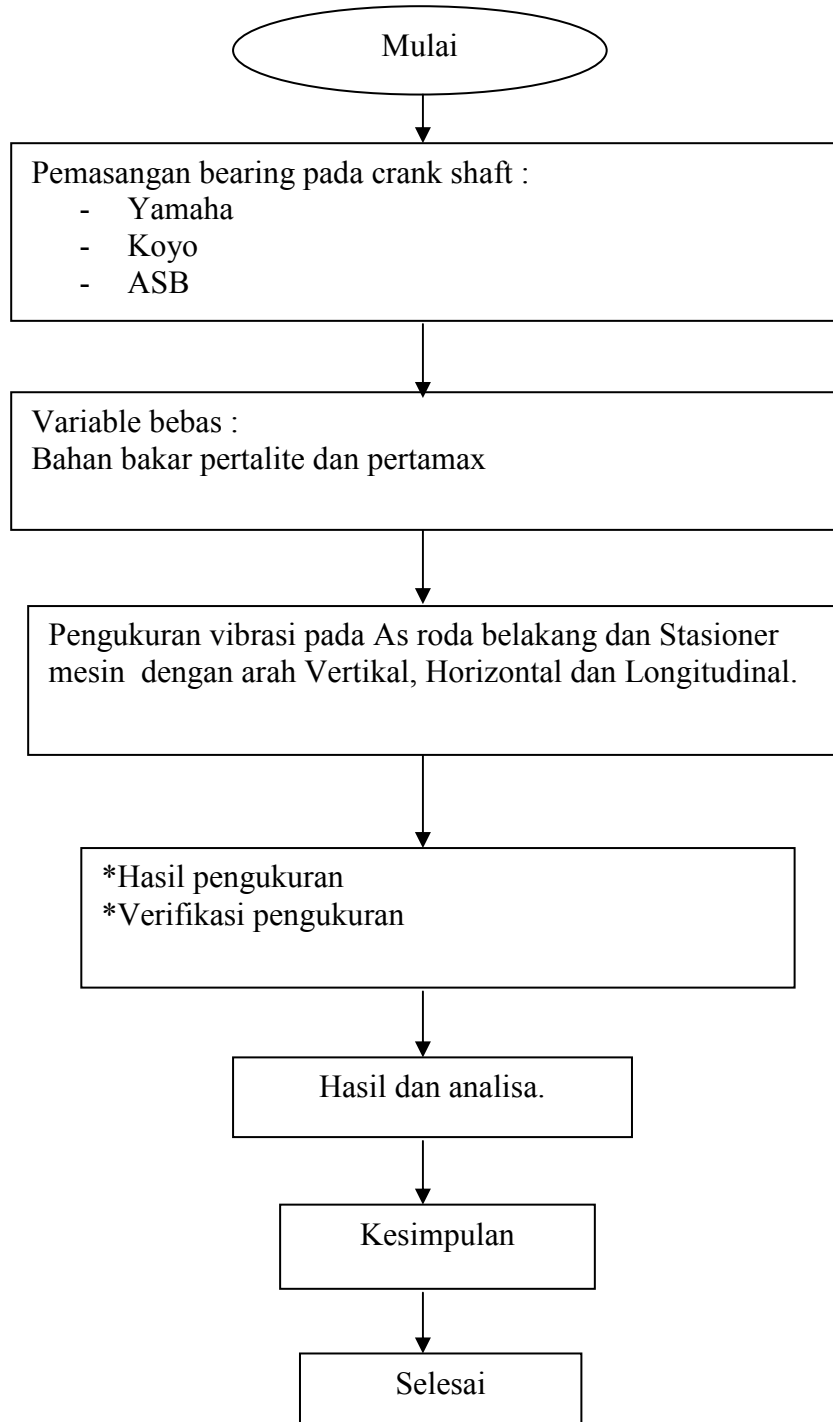 Mulai
Pemasangan bearing pada crank shaft :
- Yamaha
- Koyo
- ASB
Variable bebas :
Bahan bakar pertalite dan pertamax
Pengukuran vibrasi pada As roda belakang dan Stasioner
mesin dengan arah Vertikal, Horizontal dan Longitudinal.
*Hasil pengukuran
*Verifikasi pengukuran
Hasil dan analisa.
Kesimpulan
Selesai